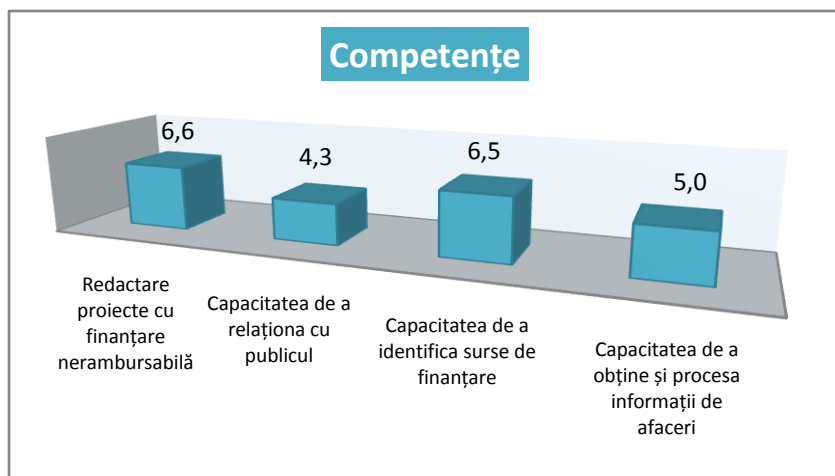 Competențe
6,6
4,3
6,5
5,0
Redactare
proiecte cu
finanțare
nerambursabilă
Capacitatea de a
relaționa cu
publicul
Capacitatea de a
identifica surse de
finanțare
Capacitatea de a
obține și procesa
informații de
afaceri